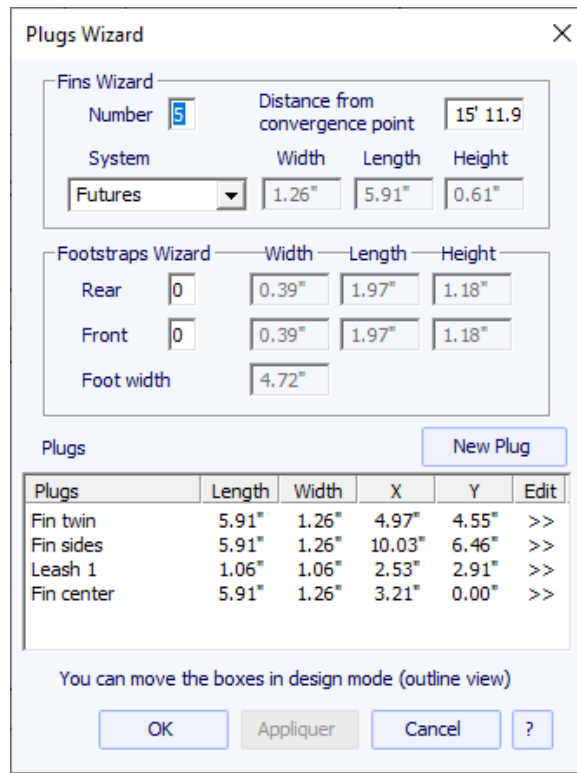 Plugs Wizard
Fins Wizard
Number 5 Distance from convergence point 15' 11.9
System Width Length Height
Futures 1.26" 5.91" 0.61"
Footstraps Wizard Width Length Height
Rear 0 0.39" 1.97" 1.18"
Front 0 0.39" 1.97" 1.18"
Foot width 4.72"
Plugs New Plug
Plugs Length Width X Y Edit
Fin twin 5.91" 1.26" 4.97" 4.55" >>
Fin sides 5.91" 1.26" 10.03" 6.46" >>
Leash 1 1.06" 1.06" 2.53" 2.91" >>
Fin center 5.91" 1.26" 3.21" 0.00" >>
You can move the boxes in design mode (outline view)
OK Appliquer Cancel ?